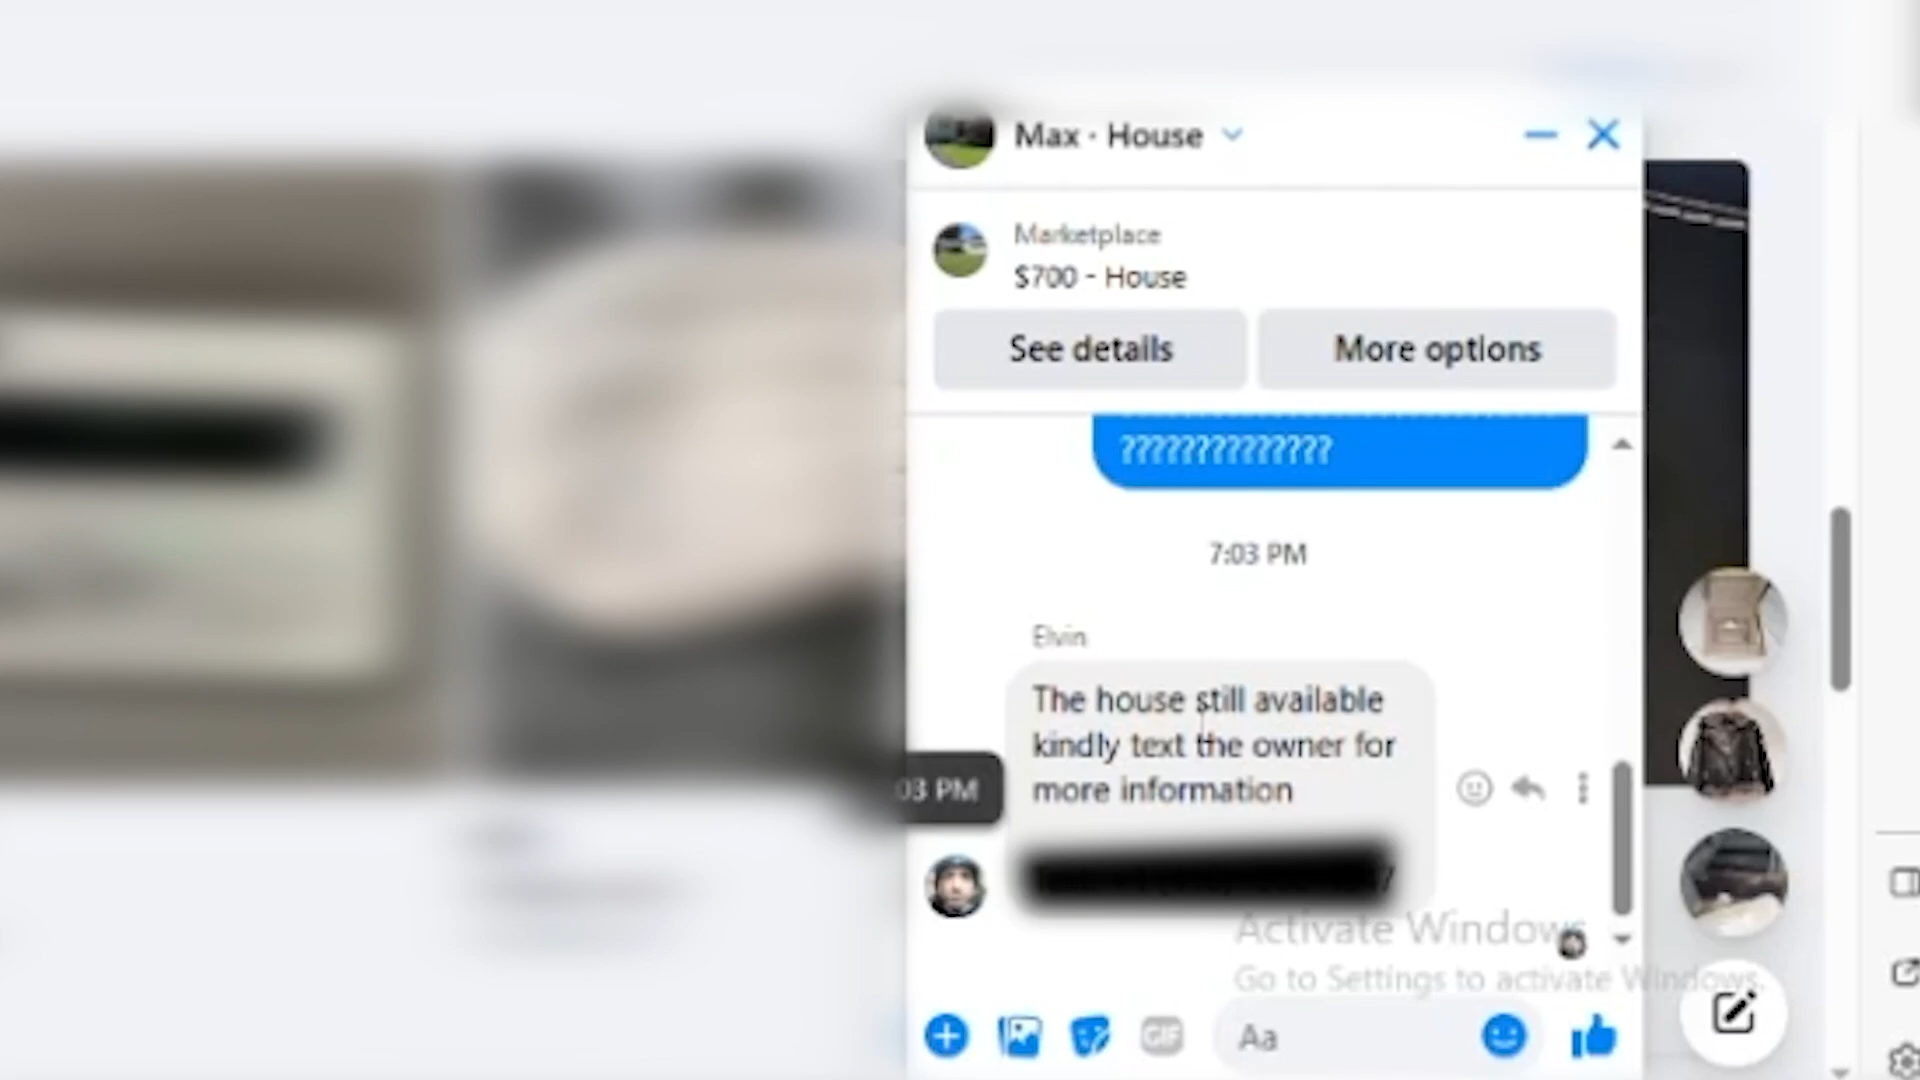 Max · House
Marketplace
$700 - House
See details
More options
??????????????
7:03 PM
Elvin
The house still available
kindly text the owner for
more information
03 PM
Activate Windows
Go to Settings to activate Windows.
GIF
Aa